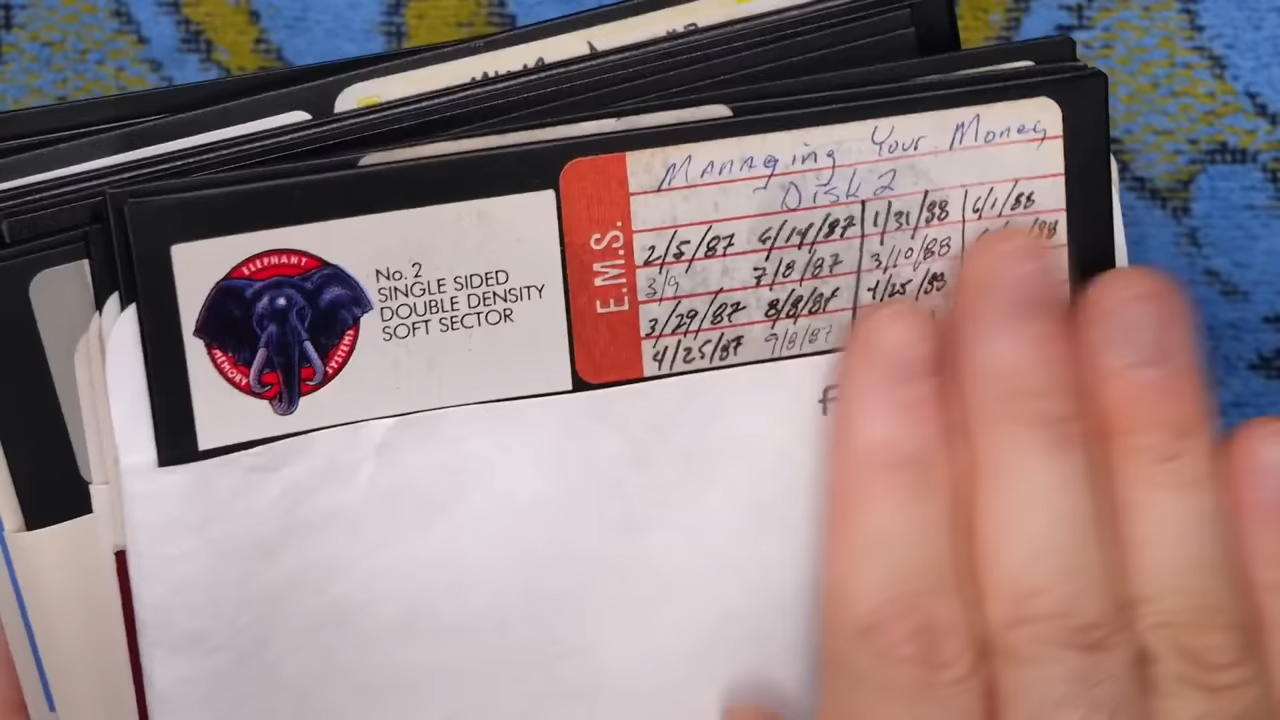 Managing Your Money
Disk 2
2/5/87 6/14/87 1/31/88 6/1/88
3/9 7/8/87 3/10/88
3/29/87 8/8/87 4/25/88
4/25/87 9/8/87
E.M.S.
ELEPHANT
MEMORY SYSTEMS
No. 2
SINGLE SIDED
DOUBLE DENSITY
SOFT SECTOR